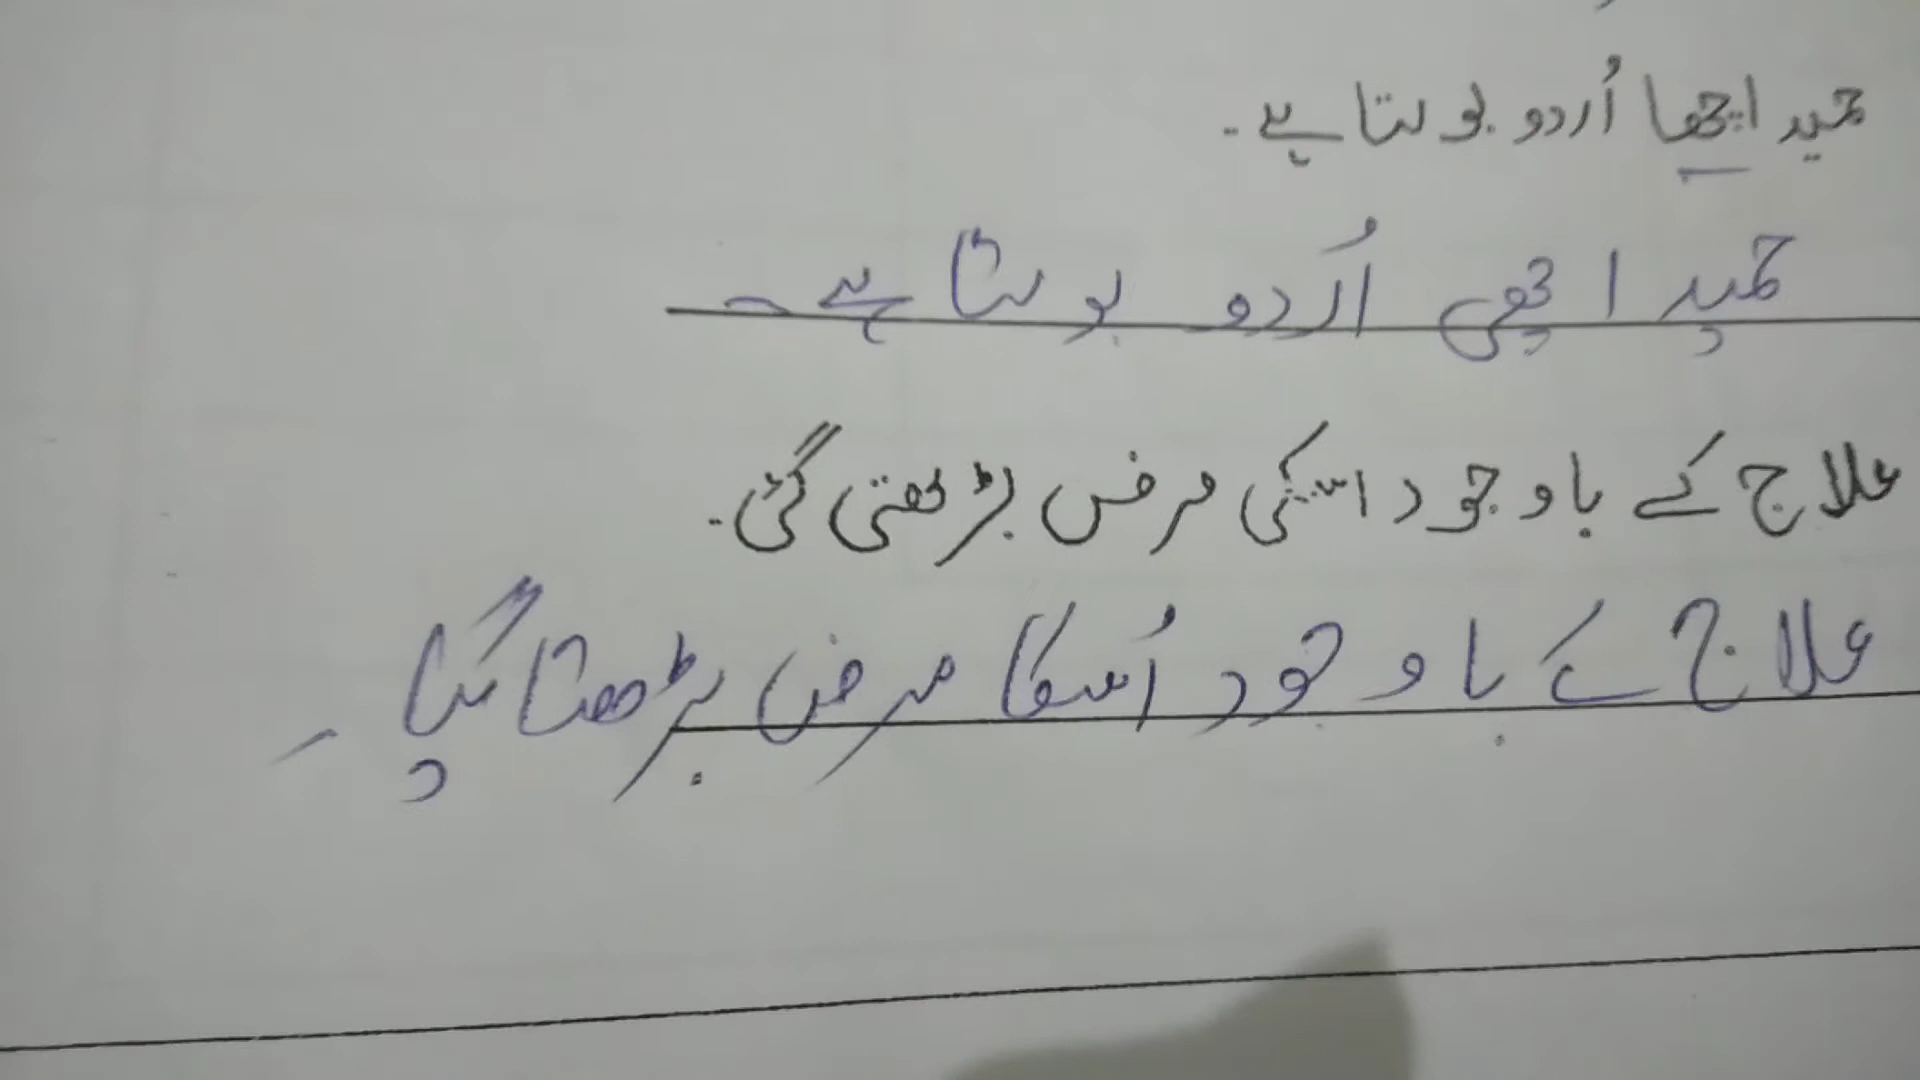 حمید اچھا اُردو بولتا ہے۔
حمید اچھی اُردو بولتا ہے۔
علاج کے باوجود اسکی مرض بڑھتی گئی۔
علاج کے باوجود اُسکا مرض بڑھتا گیا۔